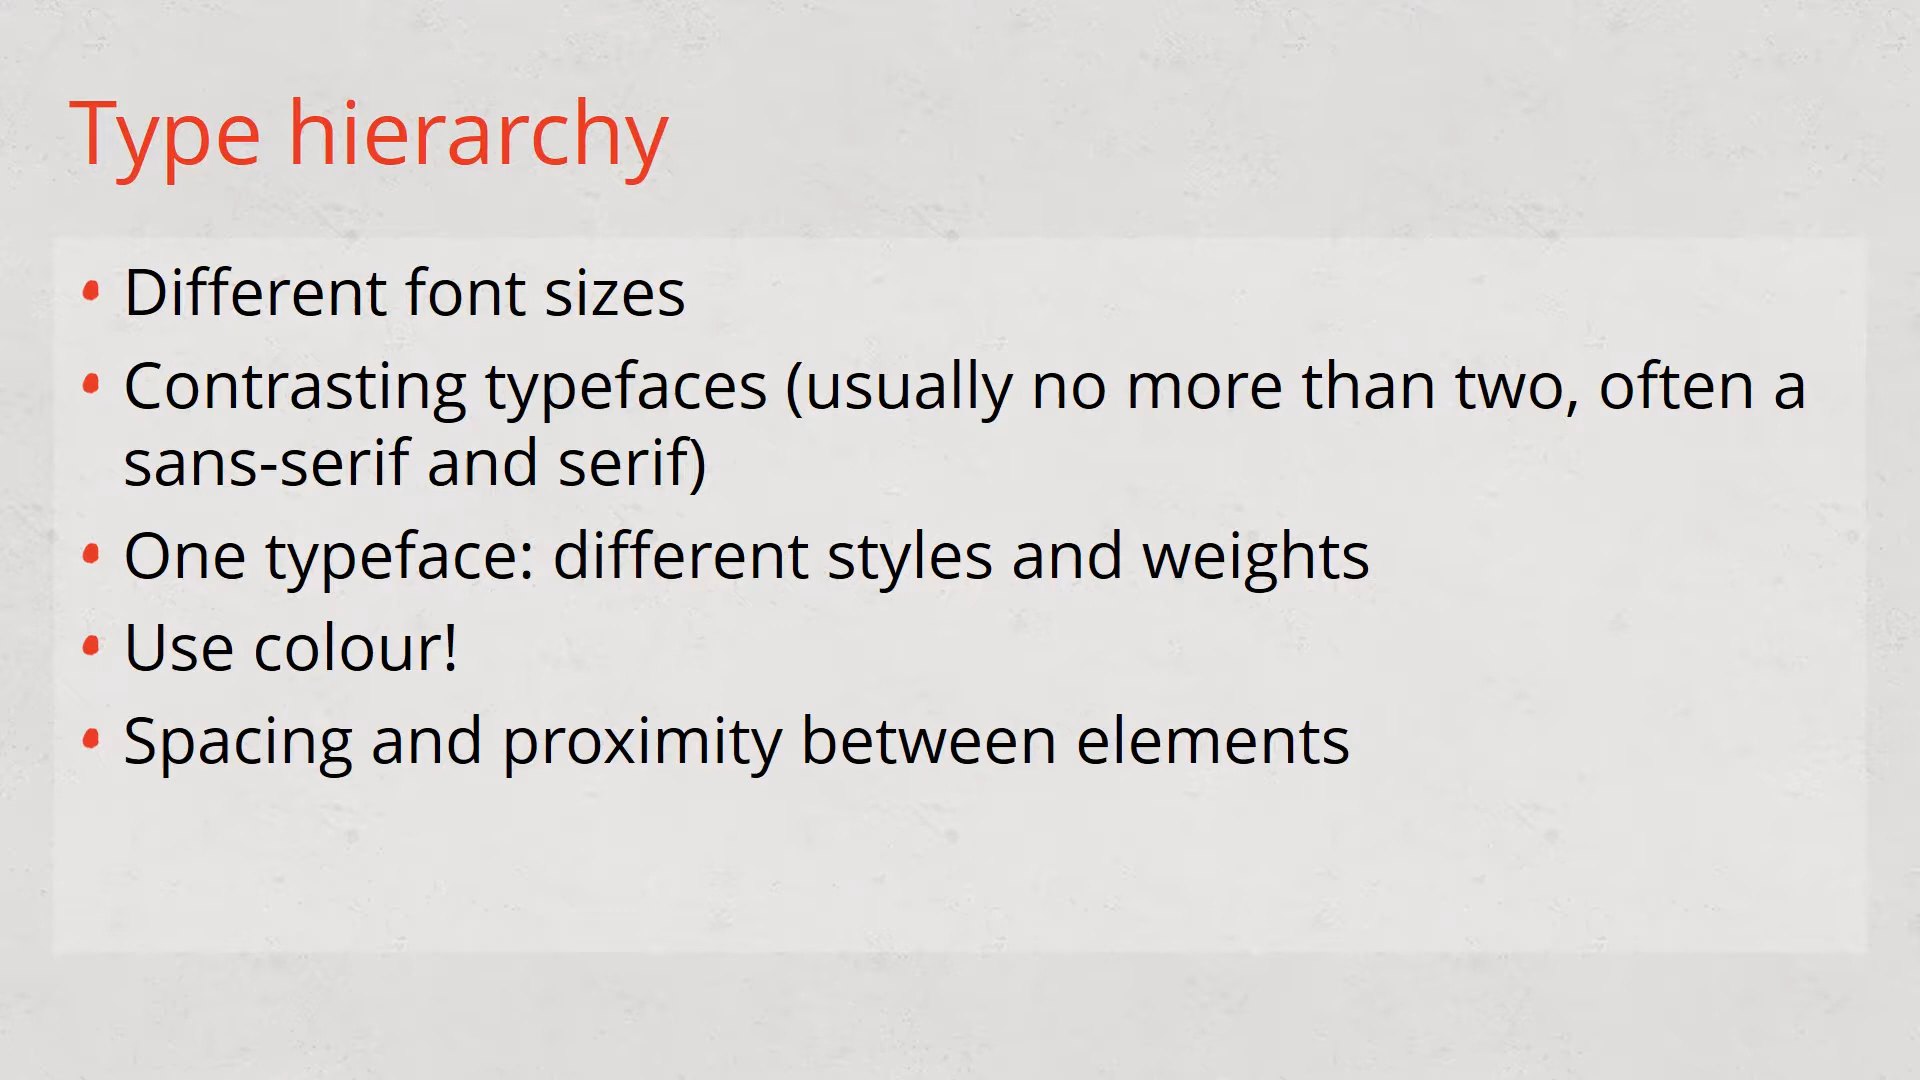 Type hierarchy
• Different font sizes
• Contrasting typefaces (usually no more than two, often a
sans-serif and serif)
• One typeface: different styles and weights
• Use colour!
• Spacing and proximity between elements